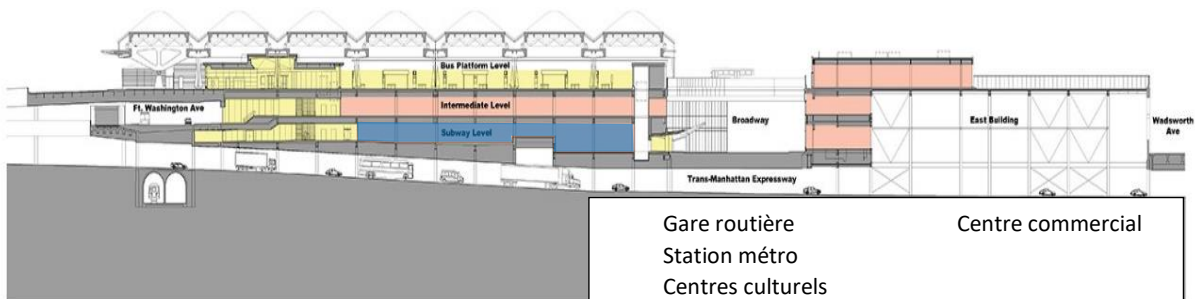 Bus Platform Level
Ft. Washington Ave
Intermediate Level
Broadway
East Building
Wadsworth
Ave
Subway Level
Trans-Manhattan Expressway
Gare routière
Centre commercial
Station métro
Centres culturels